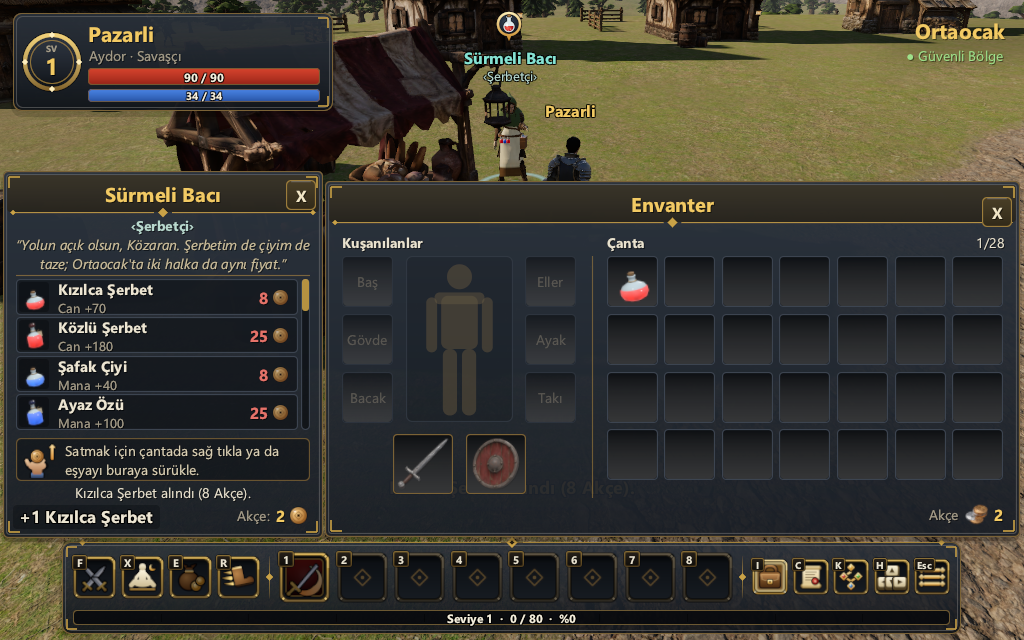 SV
1
Pazarli
Aydor · Savaşçı
90 / 90
34 / 34
Sürmeli Bacı
‹Şerbetçi›
Pazarli
Ortaocak
• Güvenli Bölge
Sürmeli Bacı
X
‹Şerbetçi›
“Yolun açık olsun, Közaran. Şerbetim de çiyim de
taze; Ortaocak'ta iki halka da aynı fiyat.”
Kızılca Şerbet
8
Can +70
Közlü Şerbet
25
Can +180
Şafak Çiyi
8
Mana +40
Ayaz Özü
25
Mana +100
Satmak için çantada sağ tıkla ya da
eşyayı buraya sürükle.
Kızılca Şerbet alındı (8 Akçe).
+1 Kızılca Şerbet
Akçe: 2
Envanter
X
Kuşanılanlar
Baş
Eller
Gövde
Ayak
Bacak
Takı
Çanta
1/28
Akçe 2
F
X
E
R
1
2
3
4
5
6
7
8
I
C
K
H
Esc
Seviye 1 · 0 / 80 · %0